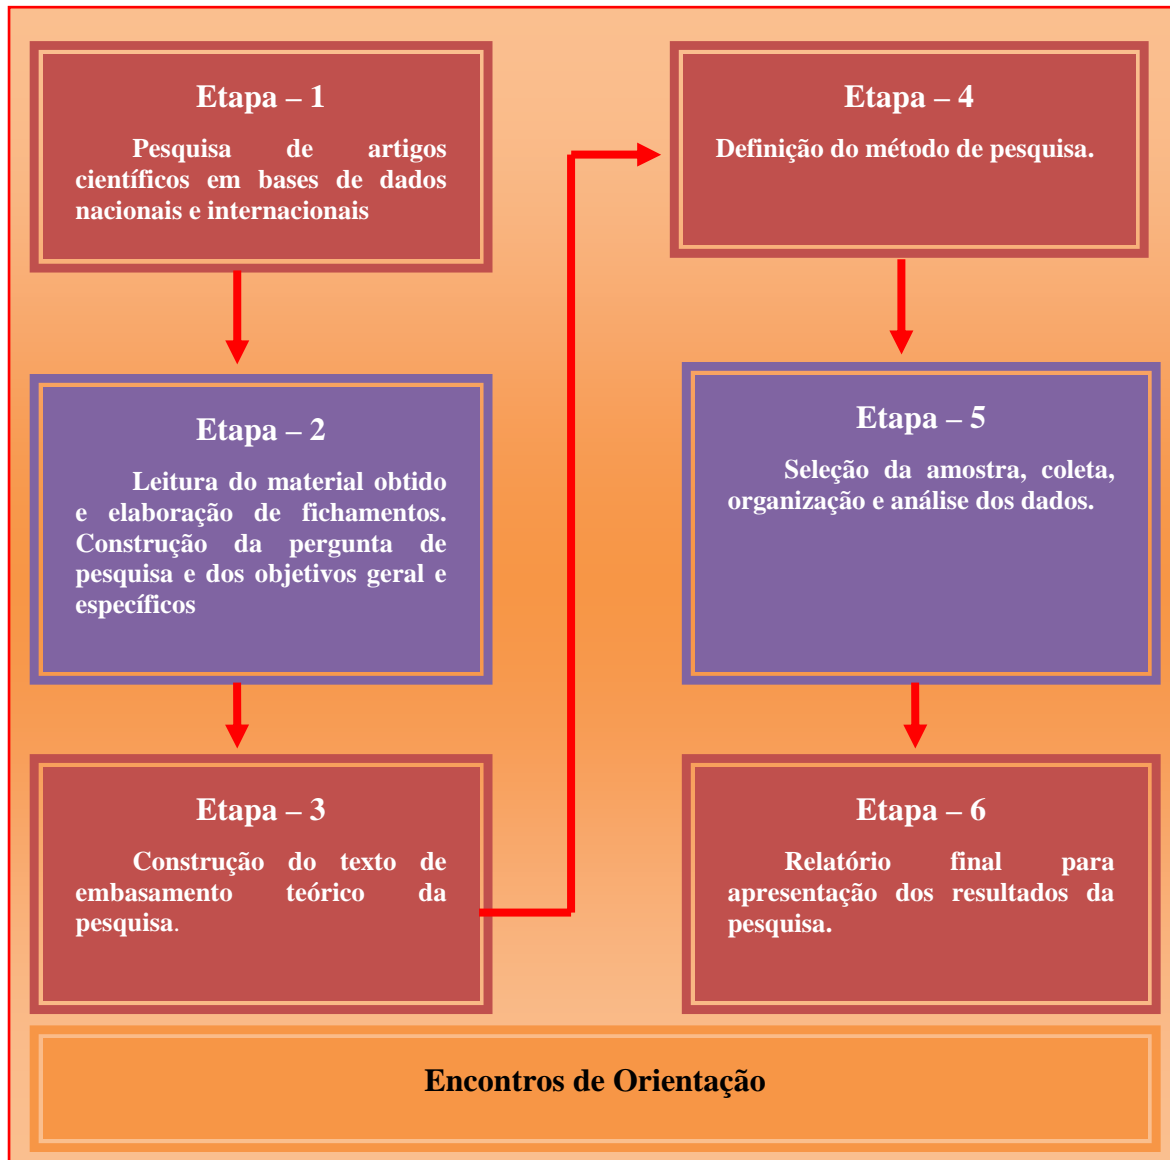 Etapa – 1
Pesquisa de artigos
científicos em bases de dados
nacionais e internacionais
Etapa – 2
Leitura do material obtido
e elaboração de fichamentos.
Construção da pergunta de
pesquisa e dos objetivos geral e
específicos
Etapa – 3
Construção do texto de
embasamento teórico da
pesquisa.
Etapa – 4
Definição do método de pesquisa.
Etapa – 5
Seleção da amostra, coleta,
organização e análise dos dados.
Etapa – 6
Relatório final para
apresentação dos resultados da
pesquisa.
Encontros de Orientação